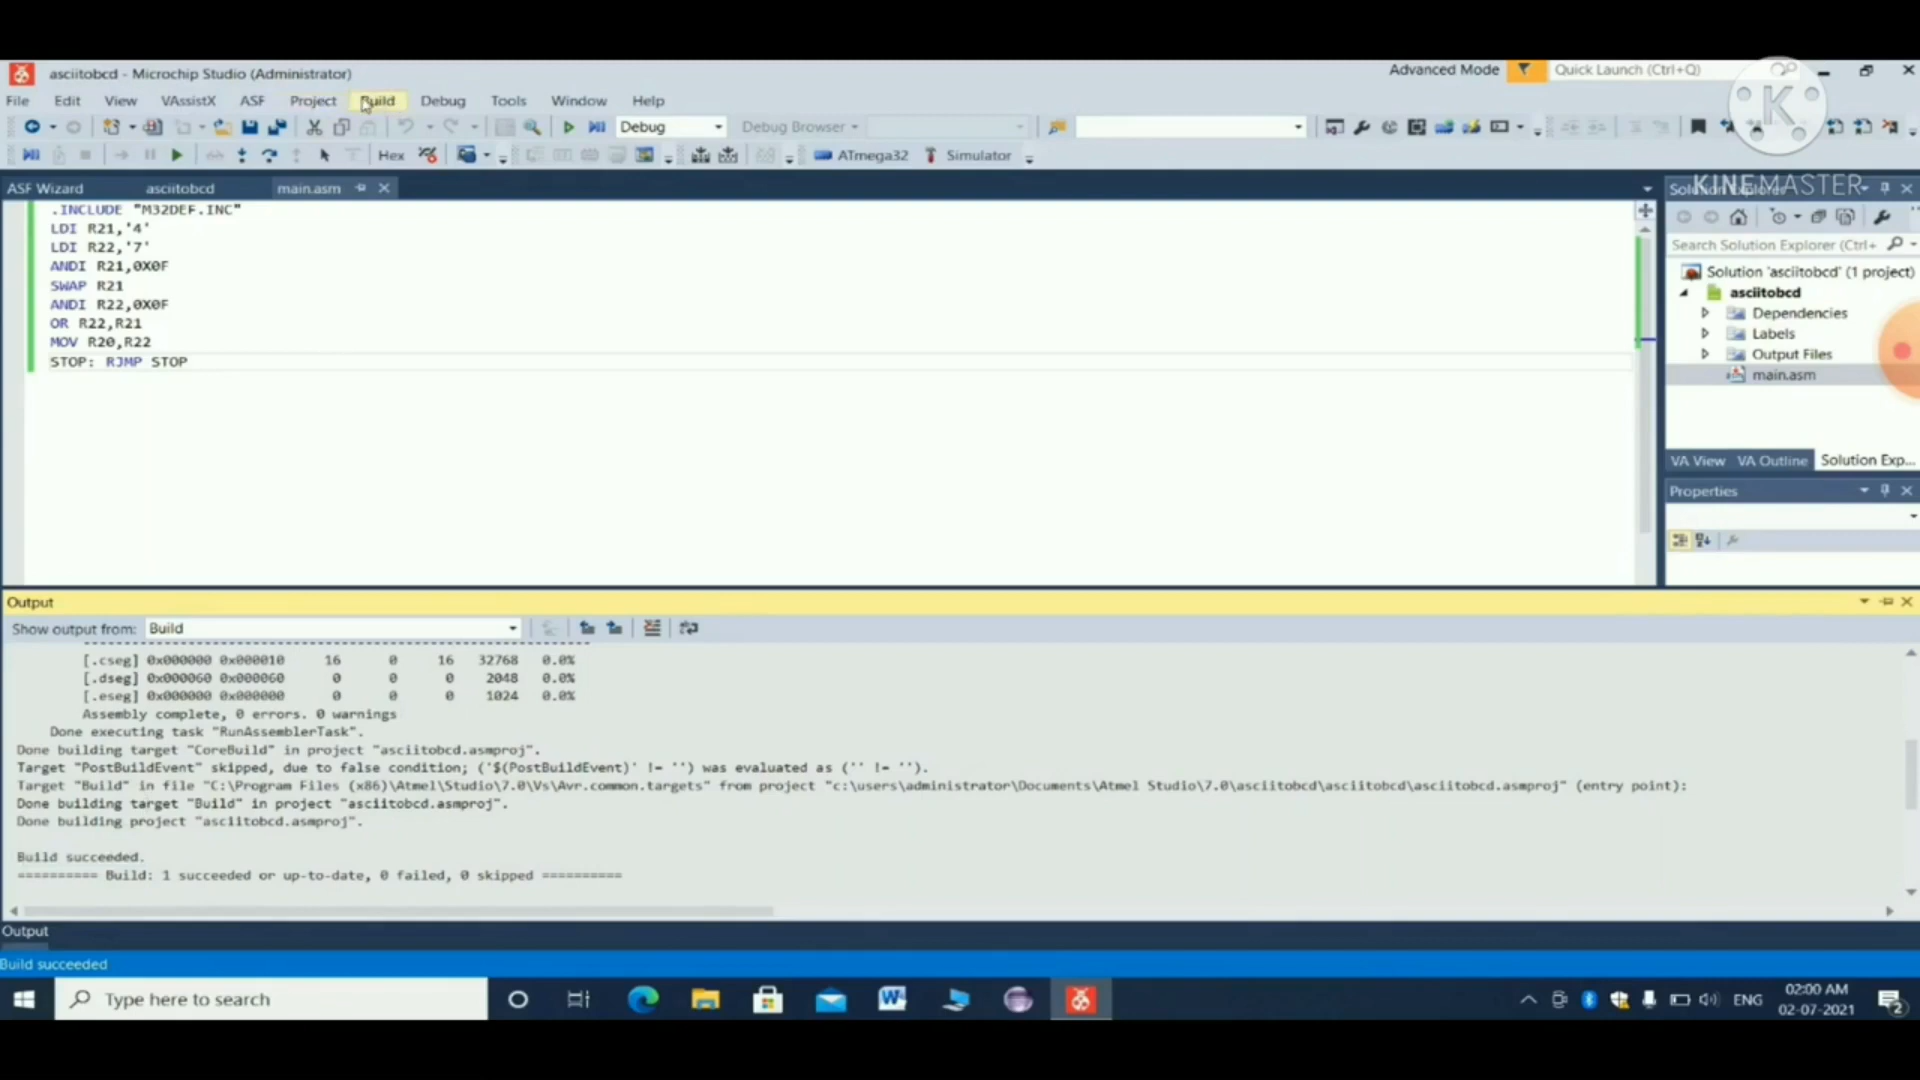 asciitobcd - Microchip Studio (Administrator)
Advanced Mode
Quick Launch (Ctrl+Q)
File Edit View VAssistX ASF Project Build Debug Tools Window Help
Debug
Debug Browser
Hex
ATmega32
Simulator
K
KINEMASTER
ASF Wizard asciitobcd main.asm
.INCLUDE "M32DEF.INC"
LDI R21,'4'
LDI R22,'7'
ANDI R21,0X0F
SWAP R21
ANDI R22,0X0F
OR R22,R21
MOV R20,R22
STOP: RJMP STOP
Search Solution Explorer (Ctrl+
Solution 'asciitobcd' (1 project)
asciitobcd
Dependencies
Labels
Output Files
main.asm
VA View VA Outline Solution Exp...
Properties
Output
Show output from: Build
[.cseg] 0x000000 0x000010 16 0 16 32768 0.0%
[.dseg] 0x000060 0x000060 0 0 0 2048 0.0%
[.eseg] 0x000000 0x000000 0 0 0 1024 0.0%
Assembly complete, 0 errors. 0 warnings
Done executing task "RunAssemblerTask".
Done building target "CoreBuild" in project "asciitobcd.asmproj".
Target "PostBuildEvent" skipped, due to false condition; ('$(PostBuildEvent)' != '') was evaluated as ('' != '').
Target "Build" in file "C:\Program Files (x86)\Atmel\Studio\7.0\Vs\Avr.common.targets" from project "c:\users\administrator\Documents\Atmel Studio\7.0\asciitobcd\asciitobcd\asciitobcd.asmproj" (entry point):
Done building target "Build" in project "asciitobcd.asmproj".
Done building project "asciitobcd.asmproj".
Build succeeded.
========== Build: 1 succeeded or up-to-date, 0 failed, 0 skipped ==========
Output
Build succeeded
Type here to search
ENG
02:00 AM
02-07-2021
2